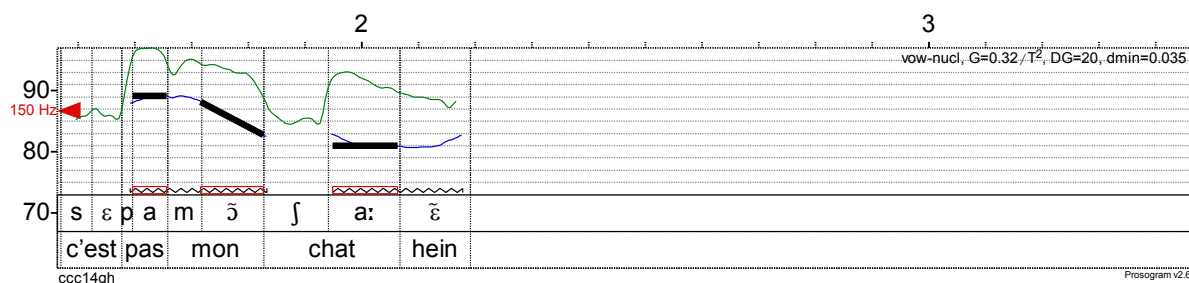 2 3
vow-nucl, G=0.32/T², DG=20, dmin=0.035
90
150 Hz
80
70
s ɛ p a m ɔ̃ ʃ aː ɛ̃
c'est pas mon chat hein
ccc14gh
Prosogram v2.6